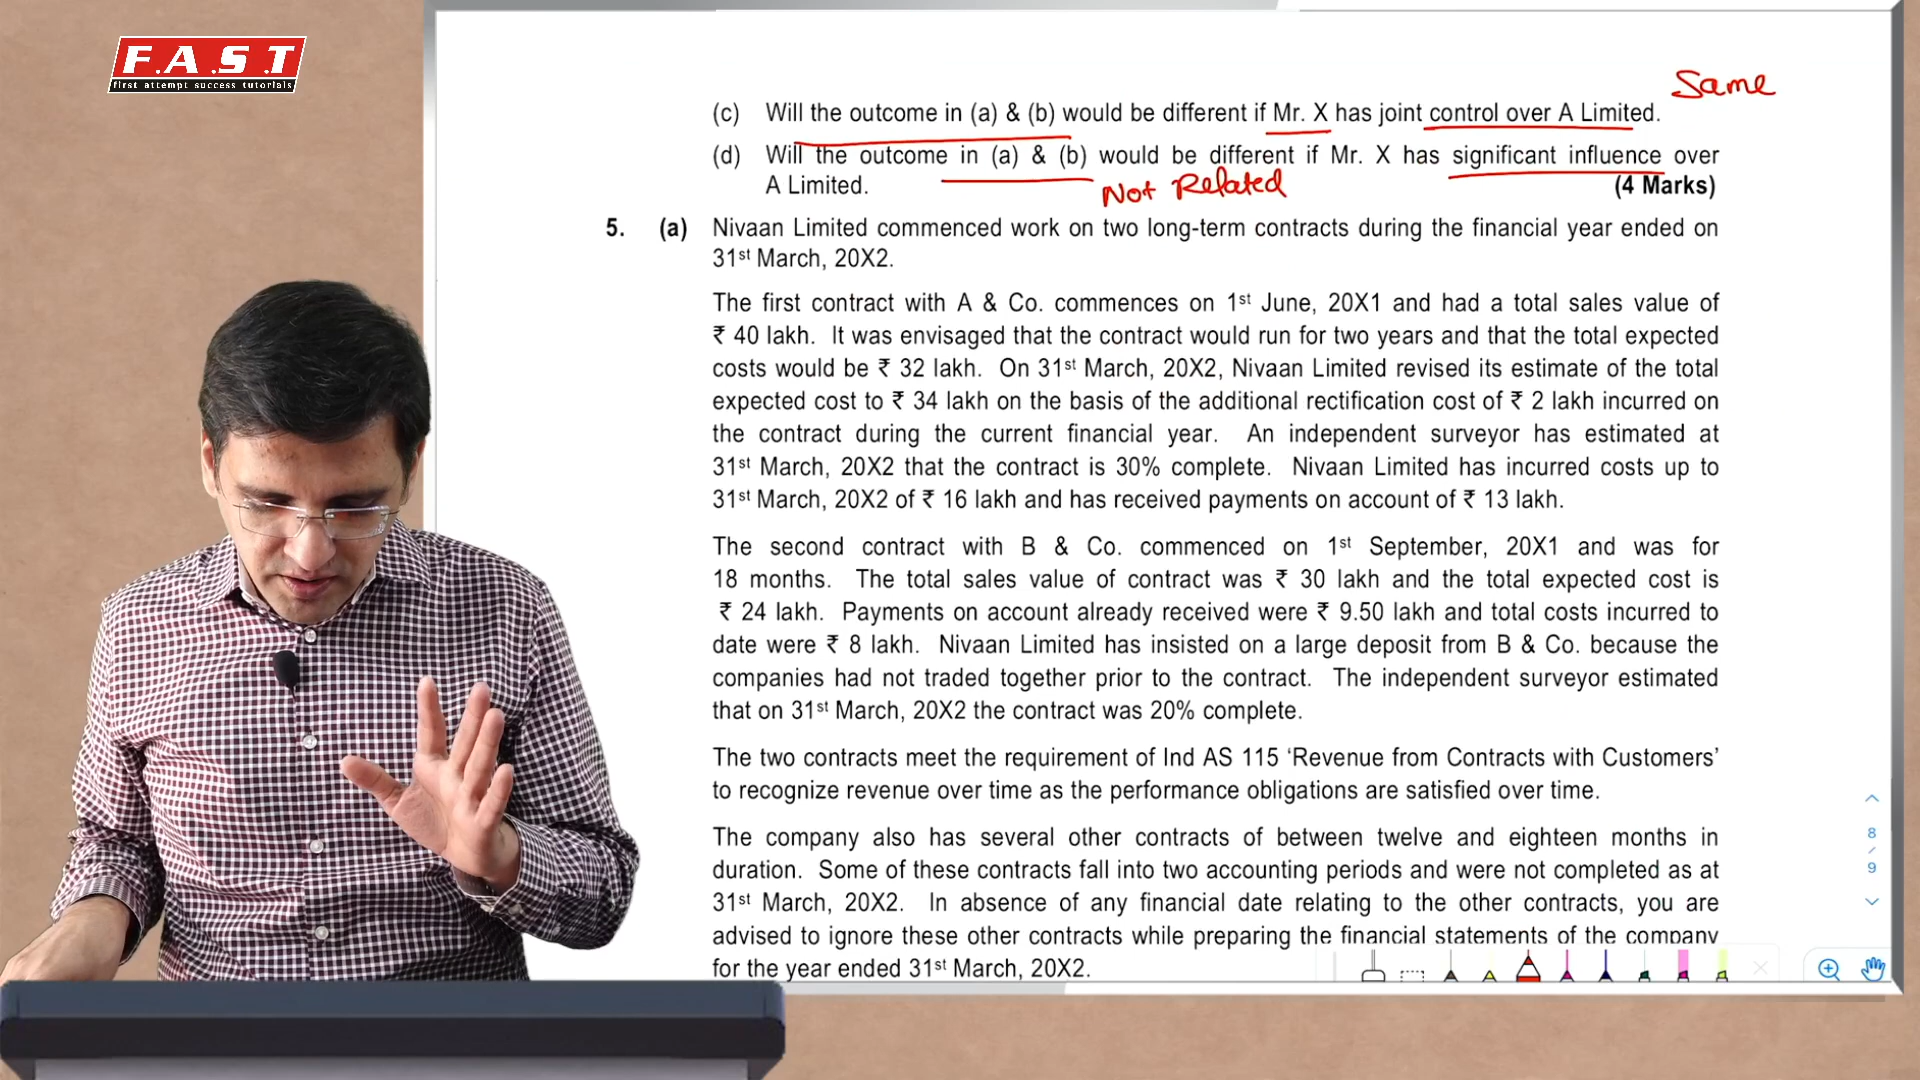 F.A.S.T
first attempt success tutorials
Same
(c) Will the outcome in (a) & (b) would be different if Mr. X has joint control over A Limited.
(d) Will the outcome in (a) & (b) would be different if Mr. X has significant influence over
A Limited. (4 Marks)
Not Related
5. (a) Nivaan Limited commenced work on two long-term contracts during the financial year ended on
31st March, 20X2.
The first contract with A & Co. commences on 1st June, 20X1 and had a total sales value of
₹ 40 lakh. It was envisaged that the contract would run for two years and that the total expected
costs would be ₹ 32 lakh. On 31st March, 20X2, Nivaan Limited revised its estimate of the total
expected cost to ₹ 34 lakh on the basis of the additional rectification cost of ₹ 2 lakh incurred on
the contract during the current financial year. An independent surveyor has estimated at
31st March, 20X2 that the contract is 30% complete. Nivaan Limited has incurred costs up to
31st March, 20X2 of ₹ 16 lakh and has received payments on account of ₹ 13 lakh.
The second contract with B & Co. commenced on 1st September, 20X1 and was for
18 months. The total sales value of contract was ₹ 30 lakh and the total expected cost is
₹ 24 lakh. Payments on account already received were ₹ 9.50 lakh and total costs incurred to
date were ₹ 8 lakh. Nivaan Limited has insisted on a large deposit from B & Co. because the
companies had not traded together prior to the contract. The independent surveyor estimated
that on 31st March, 20X2 the contract was 20% complete.
The two contracts meet the requirement of Ind AS 115 ‘Revenue from Contracts with Customers’
to recognize revenue over time as the performance obligations are satisfied over time.
The company also has several other contracts of between twelve and eighteen months in
duration. Some of these contracts fall into two accounting periods and were not completed as at
31st March, 20X2. In absence of any financial date relating to the other contracts, you are
advised to ignore these other contracts while preparing the financial statements of the company
for the year ended 31st March, 20X2.
8
/
9